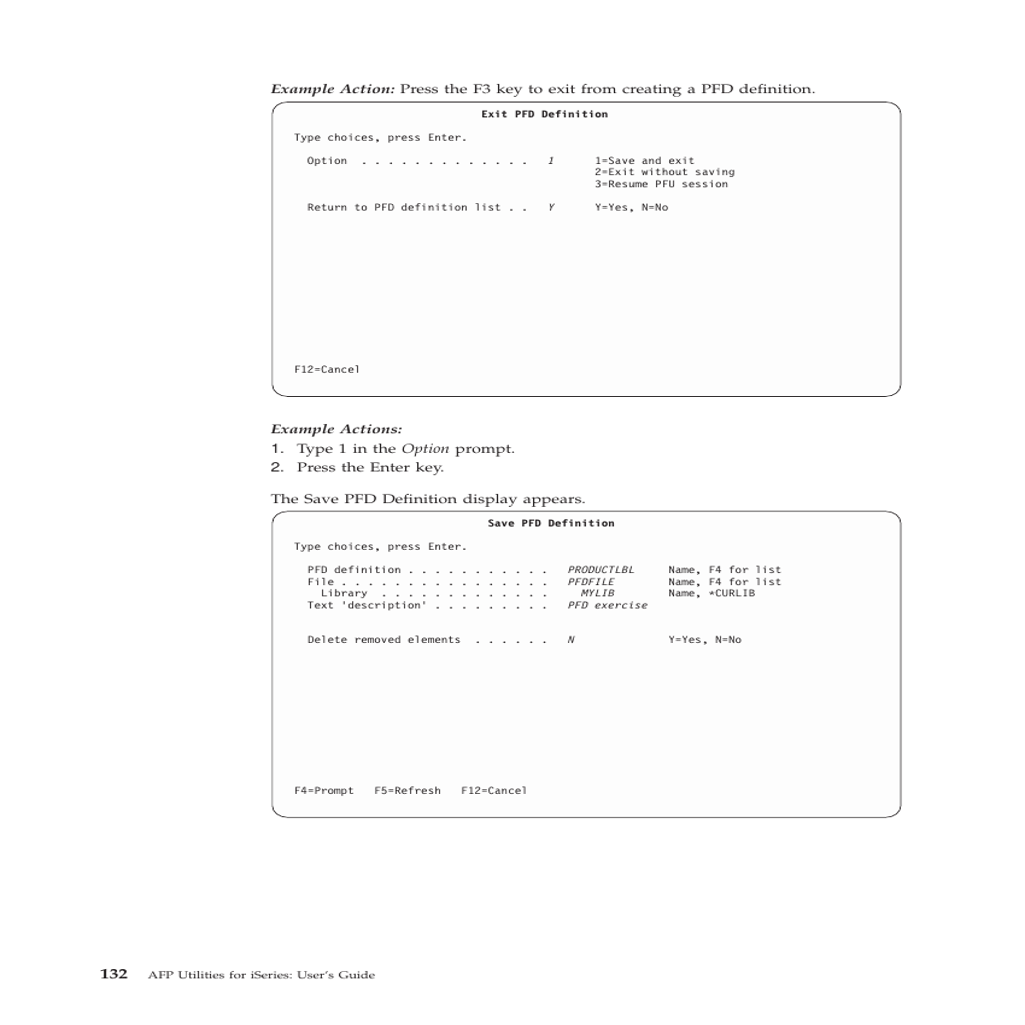 Example Action: Press the F3 key to exit from creating a PFD definition.
Exit PFD Definition
Type choices, press Enter.
Option . . . . . . . . . . . . . 1 1=Save and exit
2=Exit without saving
3=Resume PFU session
Return to PFD definition list . . Y Y=Yes, N=No
F12=Cancel
Example Actions:
1. Type 1 in the Option prompt.
2. Press the Enter key.
The Save PFD Definition display appears.
Save PFD Definition
Type choices, press Enter.
PFD definition . . . . . . . . . . . PRODUCTLBL Name, F4 for list
File . . . . . . . . . . . . . . . . PFDFILE Name, F4 for list
Library . . . . . . . . . . . . . MYLIB Name, *CURLIB
Text 'description' . . . . . . . . . PFD exercise
Delete removed elements . . . . . . N Y=Yes, N=No
F4=Prompt F5=Refresh F12=Cancel
132 AFP Utilities for iSeries: User's Guide